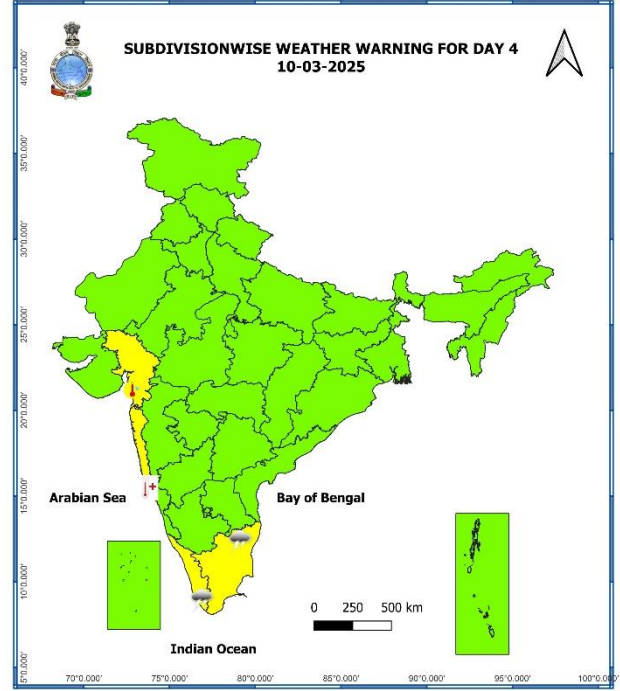 SUBDIVISIONWISE WEATHER WARNING FOR DAY 4
10-03-2025
40°0.000'
35°0.000'
30°0.000'
25°0.000'
20°0.000'
15°0.000'
10°0.000'
5°0.000'
Arabian Sea
Bay of Bengal
0 250 500 km
Indian Ocean
70°0.000' 75°0.000' 80°0.000' 85°0.000' 90°0.000' 95°0.000' 100°0.000'